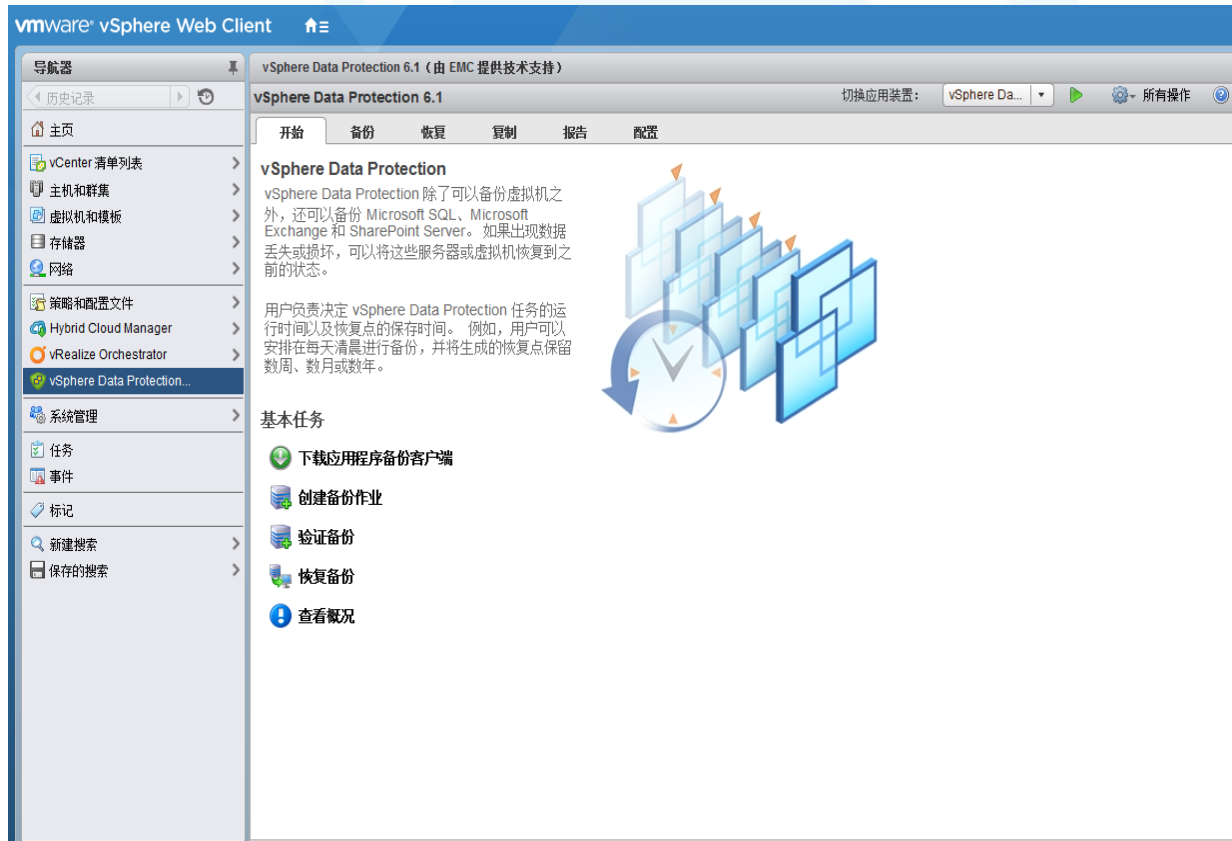 vmware® vSphere Web Client
导航器
历史记录
主页
vCenter 清单列表
主机和群集
虚拟机和模板
存储器
网络
策略和配置文件
Hybrid Cloud Manager
vRealize Orchestrator
vSphere Data Protection...
系统管理
任务
事件
标记
新建搜索
保存的搜索
vSphere Data Protection 6.1（由 EMC 提供技术支持）
vSphere Data Protection 6.1
切换应用装置：
vSphere Da...
所有操作
开始 备份 恢复 复制 报告 配置
vSphere Data Protection
vSphere Data Protection 除了可以备份虚拟机之
外，还可以备份 Microsoft SQL、Microsoft
Exchange 和 SharePoint Server。 如果出现数据
丢失或损坏，可以将这些服务器或虚拟机恢复到之
前的状态。
用户负责决定 vSphere Data Protection 任务的运
行时间以及恢复点的保存时间。 例如，用户可以
安排在每天清晨进行备份，并将生成的恢复点保留
数周、数月或数年。
基本任务
下载应用程序备份客户端
创建备份作业
验证备份
恢复备份
查看概况